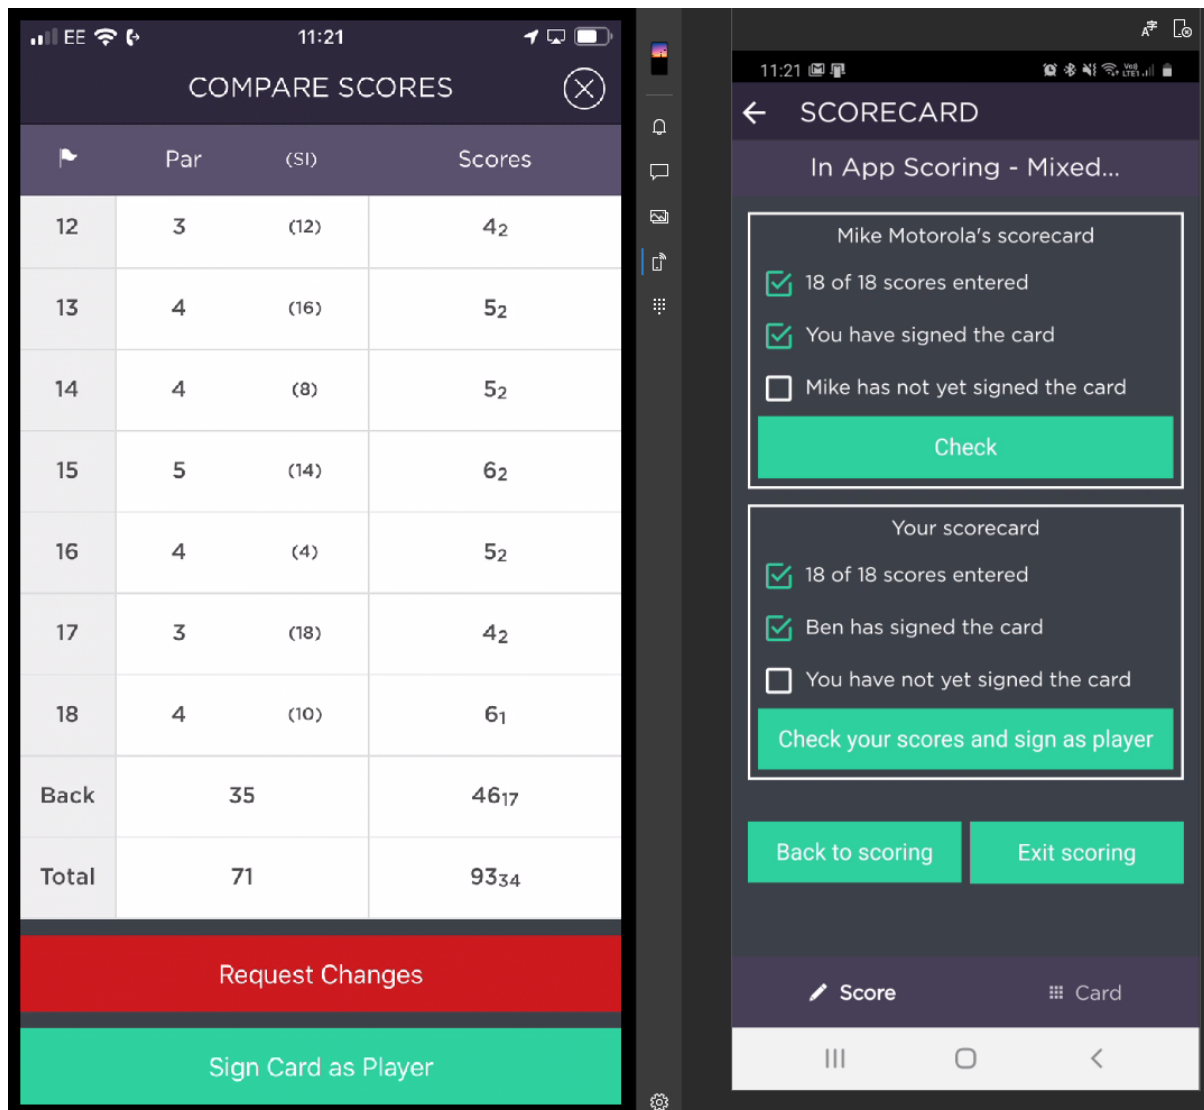 EE 11:21
COMPARE SCORES
Par (SI) Scores
12 3 (12) 42
13 4 (16) 52
14 4 (8) 52
15 5 (14) 62
16 4 (4) 52
17 3 (18) 42
18 4 (10) 61
Back 35 4617
Total 71 9334
Request Changes
Sign Card as Player
11:21
SCORECARD
In App Scoring - Mixed...
Mike Motorola's scorecard
18 of 18 scores entered
You have signed the card
Mike has not yet signed the card
Check
Your scorecard
18 of 18 scores entered
Ben has signed the card
You have not yet signed the card
Check your scores and sign as player
Back to scoring Exit scoring
Score Card